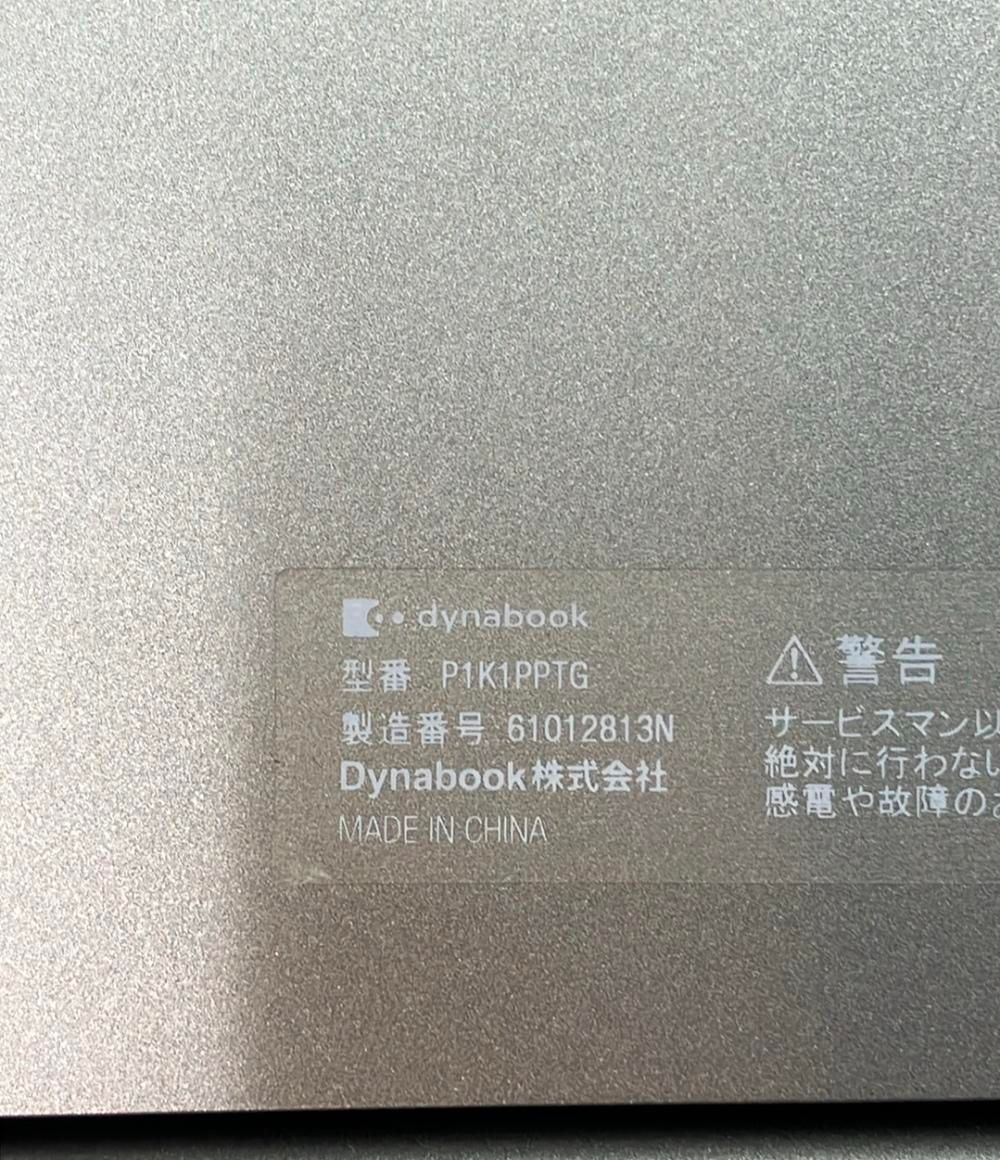 dynabook
型番 P1K1PPTG
製造番号 61012813N
Dynabook株式会社
MADE IN CHINA
⚠警告
サービスマン以
絶対に行わない
感電や故障の